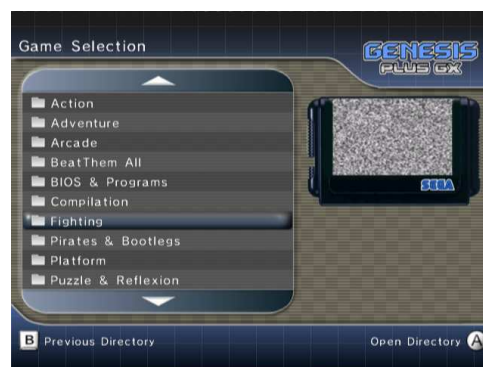 Game Selection
GENESIS
PLUS GX
Action
Adventure
Arcade
BeatThem All
BIOS & Programs
Compilation
Fighting
Pirates & Bootlegs
Platform
Puzzle & Reflexion
SEGA
B Previous Directory
Open Directory A